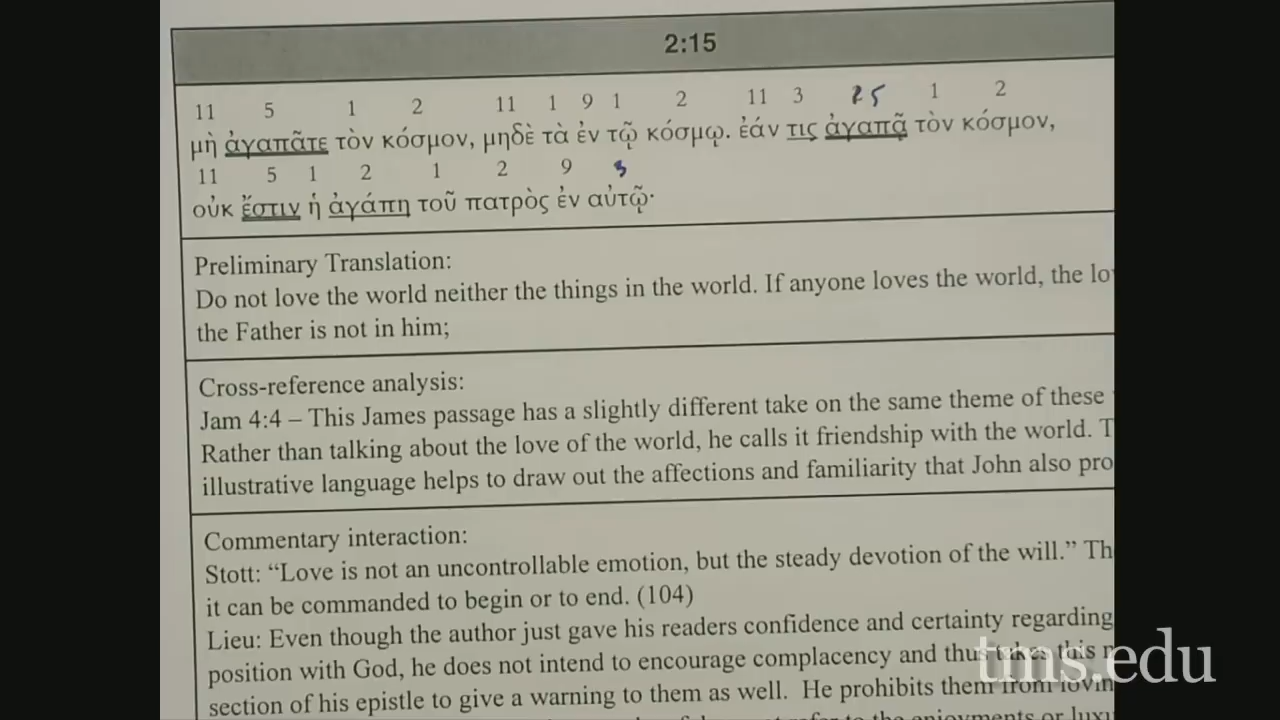 2:15
11 5 1 2 11 1 9 1 2 11 3 25 1 2
μὴ ἀγαπᾶτε τὸν κόσμον, μηδὲ τὰ ἐν τῷ κόσμῳ. ἐάν τις ἀγαπᾷ τὸν κόσμον,
11 5 1 2 1 2 9 3
οὐκ ἔστιν ἡ ἀγάπη τοῦ πατρὸς ἐν αὐτῷ·
Preliminary Translation:
Do not love the world neither the things in the world. If anyone loves the world, the lo
the Father is not in him;
Cross-reference analysis:
Jam 4:4 – This James passage has a slightly different take on the same theme of these
Rather than talking about the love of the world, he calls it friendship with the world. T
illustrative language helps to draw out the affections and familiarity that John also pro
Commentary interaction:
Stott: “Love is not an uncontrollable emotion, but the steady devotion of the will.” Th
it can be commanded to begin or to end. (104)
Lieu: Even though the author just gave his readers confidence and certainty regarding
position with God, he does not intend to encourage complacency and thus takes this
section of his epistle to give a warning to them as well. He prohibits them from lovin
refer to the enjoyments or luxu
tms.edu